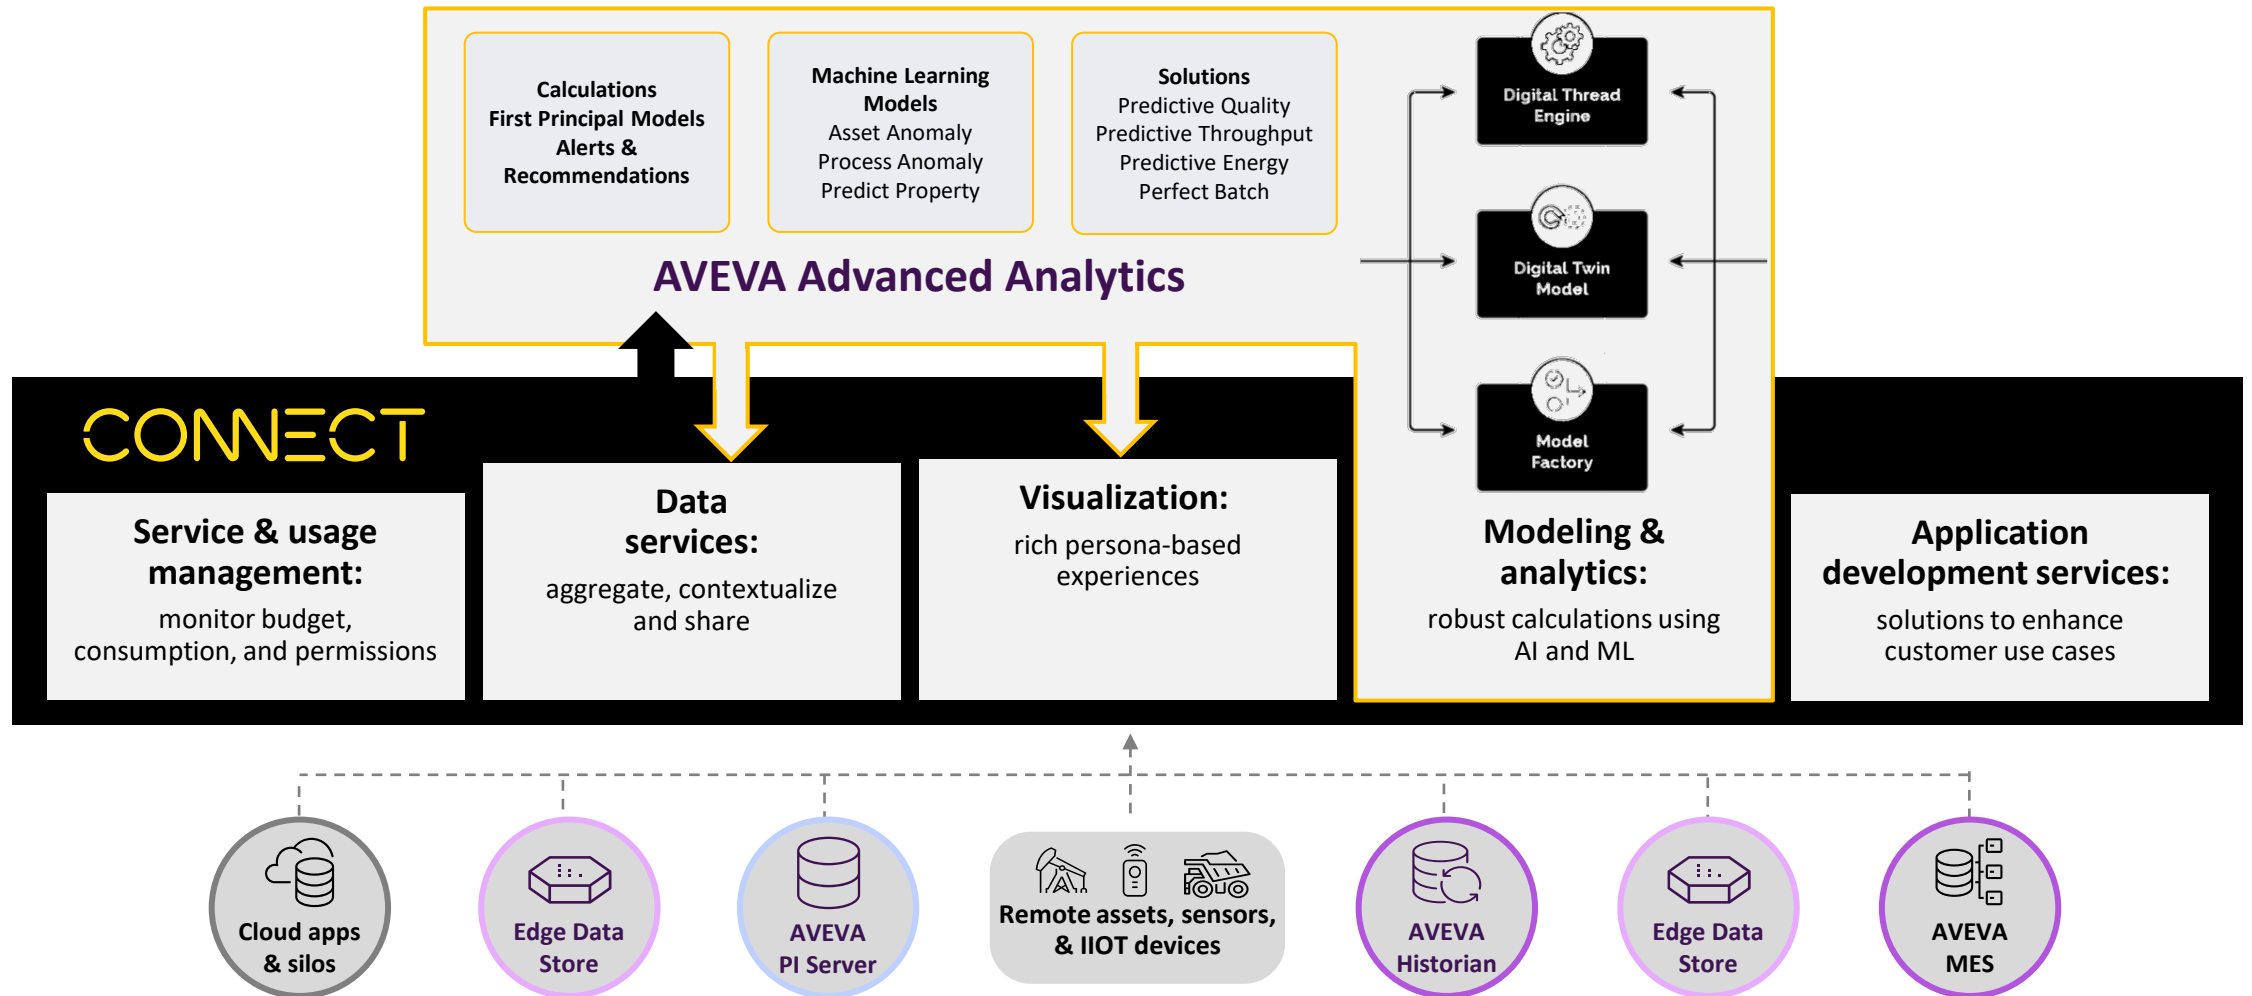 Calculations
First Principal Models
Alerts &
Recommendations
Machine Learning
Models
Asset Anomaly
Process Anomaly
Predict Property
Solutions
Predictive Quality
Predictive Throughput
Predictive Energy
Perfect Batch
AVEVA Advanced Analytics
Digital Thread
Engine
Digital Twin
Model
Model
Factory
CONNECT
Service & usage
management:
monitor budget,
consumption, and permissions
Data
services:
aggregate, contextualize
and share
Visualization:
rich persona-based
experiences
Modeling &
analytics:
robust calculations using
AI and ML
Application
development services:
solutions to enhance
customer use cases
Cloud apps
& silos
Edge Data
Store
AVEVA
PI Server
Remote assets, sensors,
& IIOT devices
AVEVA
Historian
Edge Data
Store
AVEVA
MES